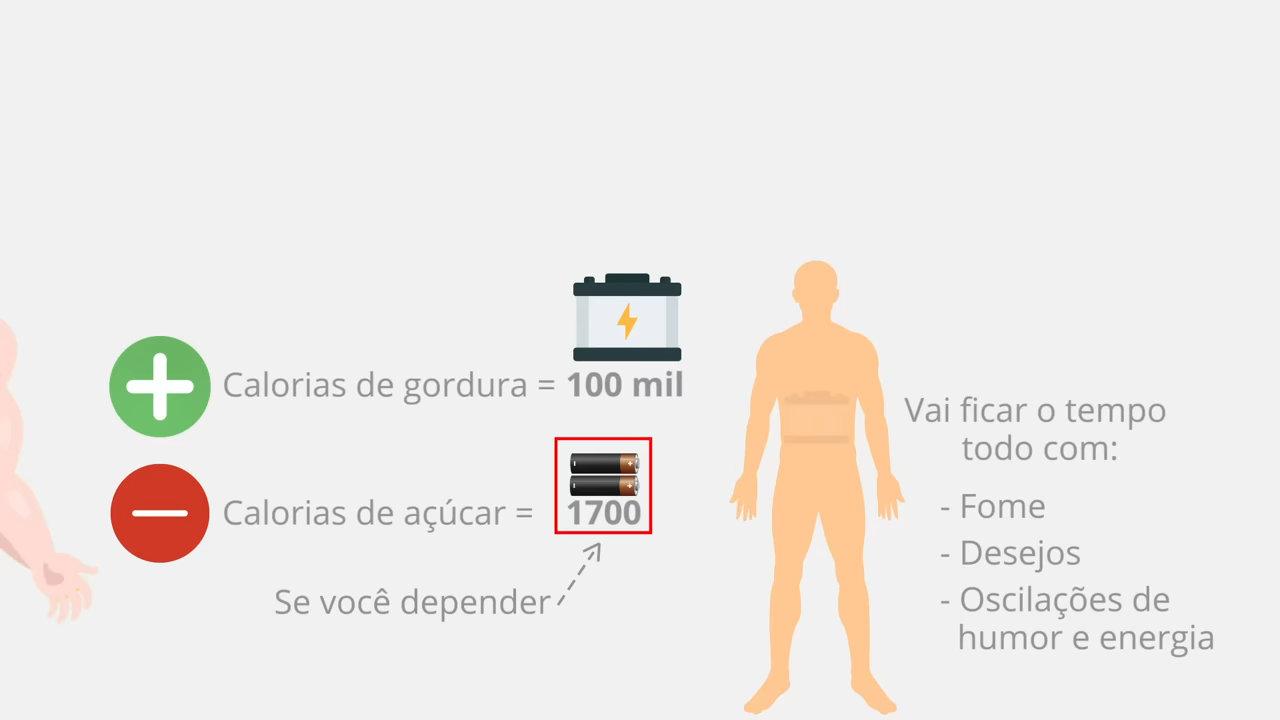 Calorias de gordura = 100 mil
Calorias de açúcar = 1700
Se você depender
Vai ficar o tempo
todo com:
- Fome
- Desejos
- Oscilações de
humor e energia